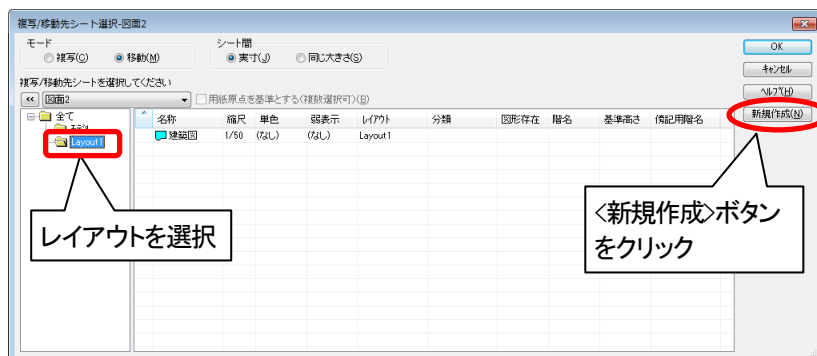 複写/移動先シート選択-図面2
モード
複写(C) 移動(M)
シート間
実寸(J) 同じ大きさ(S)
OK
キャンセル
ヘルプ(H)
新規作成(N)
複写/移動先シートを選択してください
<< 図面2 用紙原点を基準とする(複数選択可)(B)
全て
モデル
Layout1
名称 縮尺 単色 弱表示 レイアウト 分類 図形存在 階名 基準高さ 傍記用階名
建築図 1/50 (なし) (なし) Layout1
レイアウトを選択
<新規作成>ボタン
をクリック